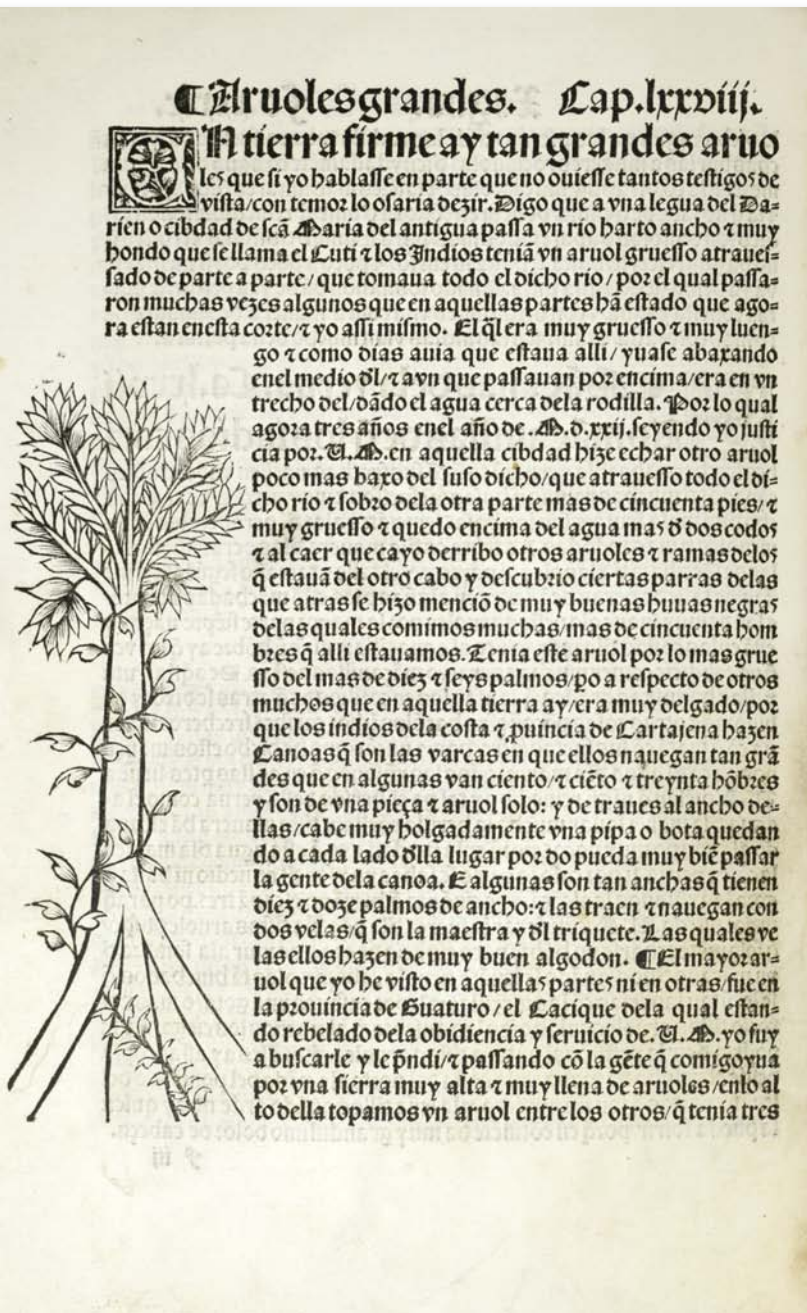 ¶Aruoles grandes. Cap.lxxviij.
EN tierra firme ay tan grandes aruo
les que si yo hablasse en parte que no ouiesse tantos testigos de
vista/con temor lo osaria dezir. Digo que a vna legua del Da=
rien o cibdad de scã Maria del antigua passa vn rio harto ancho ⁊ muy
hondo que se llama el Cuti ⁊ los Indios teniã vn aruol gruesso atraues=
sado de parte a parte/que tomaua todo el dicho rio/por el qual passa=
ron muchas vezes algunos que en aquellas partes hã estado que ago=
ra estan en esta corte/⁊ yo assi mismo. El q̃l era muy gruesso ⁊ muy luen=
go ⁊ como dias auia que estaua alli/yuase abaxando
enel medio ðl/⁊ avn que passauan por encima/era en vn
trecho del/dãdo el agua cerca dela rodilla. Por lo qual
agora tres años enel año de .M.d.xxij.seyendo yo justi
cia por.U.M.en aquella cibdad hize echar otro aruol
poco mas baxo del suso dicho/que atrauesso todo el di=
cho rio ⁊ sobro dela otra parte mas de cincuenta pies/⁊
muy gruesso ⁊ quedo encima del agua mas ð dos codos
⁊ al caer que cayo derribo otros aruoles ⁊ ramas delos
q̃ estauã del otro cabo y descubrio ciertas parras delas
que atras se hizo menciõ de muy buenas huuas negras
delas quales comimos muchas/mas de cincuenta hom
bres q̃ alli estauamos. Tenia este aruol por lo mas grue
sso del mas de diez ⁊ seys palmos/ꝑo a respecto de otros
muchos que en aquella tierra ay/era muy delgado/por
que los indios dela costa ⁊ ꝓuincia de Cartajena hazen
Canoas q̃ son las varcas en que ellos nauegan tan grã
des que en algunas van ciento/⁊ ciẽto ⁊ treynta hõbres
y son de vna pieça ⁊ aruol solo: y de traues al ancho de=
llas/cabe muy holgadamente vna pipa o bota quedan
do a cada lado ðlla lugar por do pueda muy biẽ passar
la gente dela canoa. E algunas son tan anchas q̃ tienen
diez ⁊ doze palmos de ancho:⁊ las traen ⁊ nauegan con
dos velas/q̃ son la maestra y ðl triquete. Las quales ve
las ellos hazen de muy buen algodon. ¶El mayor ar=
uol que yo he visto en aquellas partes ni en otras/fue en
la prouincia de Guaturo/el Cacique dela qual estan=
do rebelado dela obidiencia y seruicio de.U.M.yo fuy
a buscarle y le p̃ndi/⁊ passando cõ la gẽte q̃ comigo yua
por vna sierra muy alta ⁊ muy llena de aruoles/enlo al
to della topamos vn aruol entre los otros/q̃ tenia tres